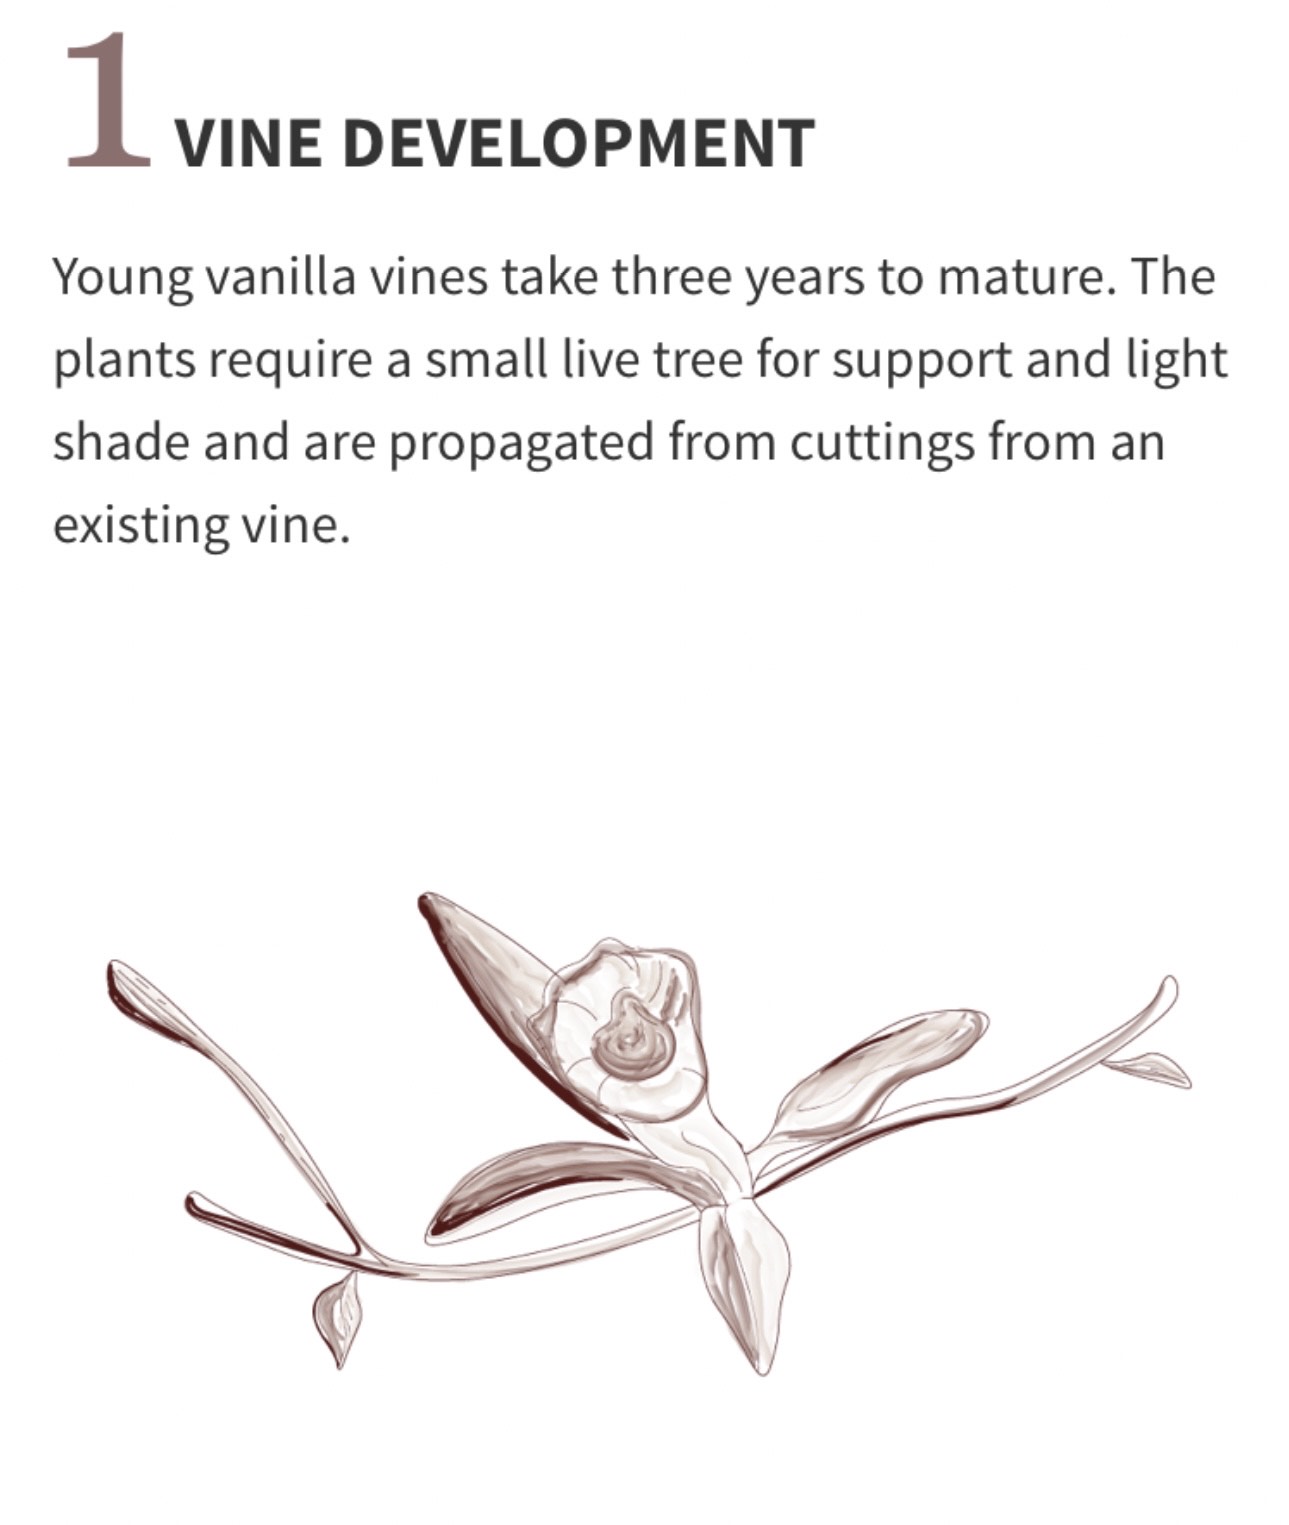 1 VINE DEVELOPMENT
Young vanilla vines take three years to mature. The
plants require a small live tree for support and light
shade and are propagated from cuttings from an
existing vine.